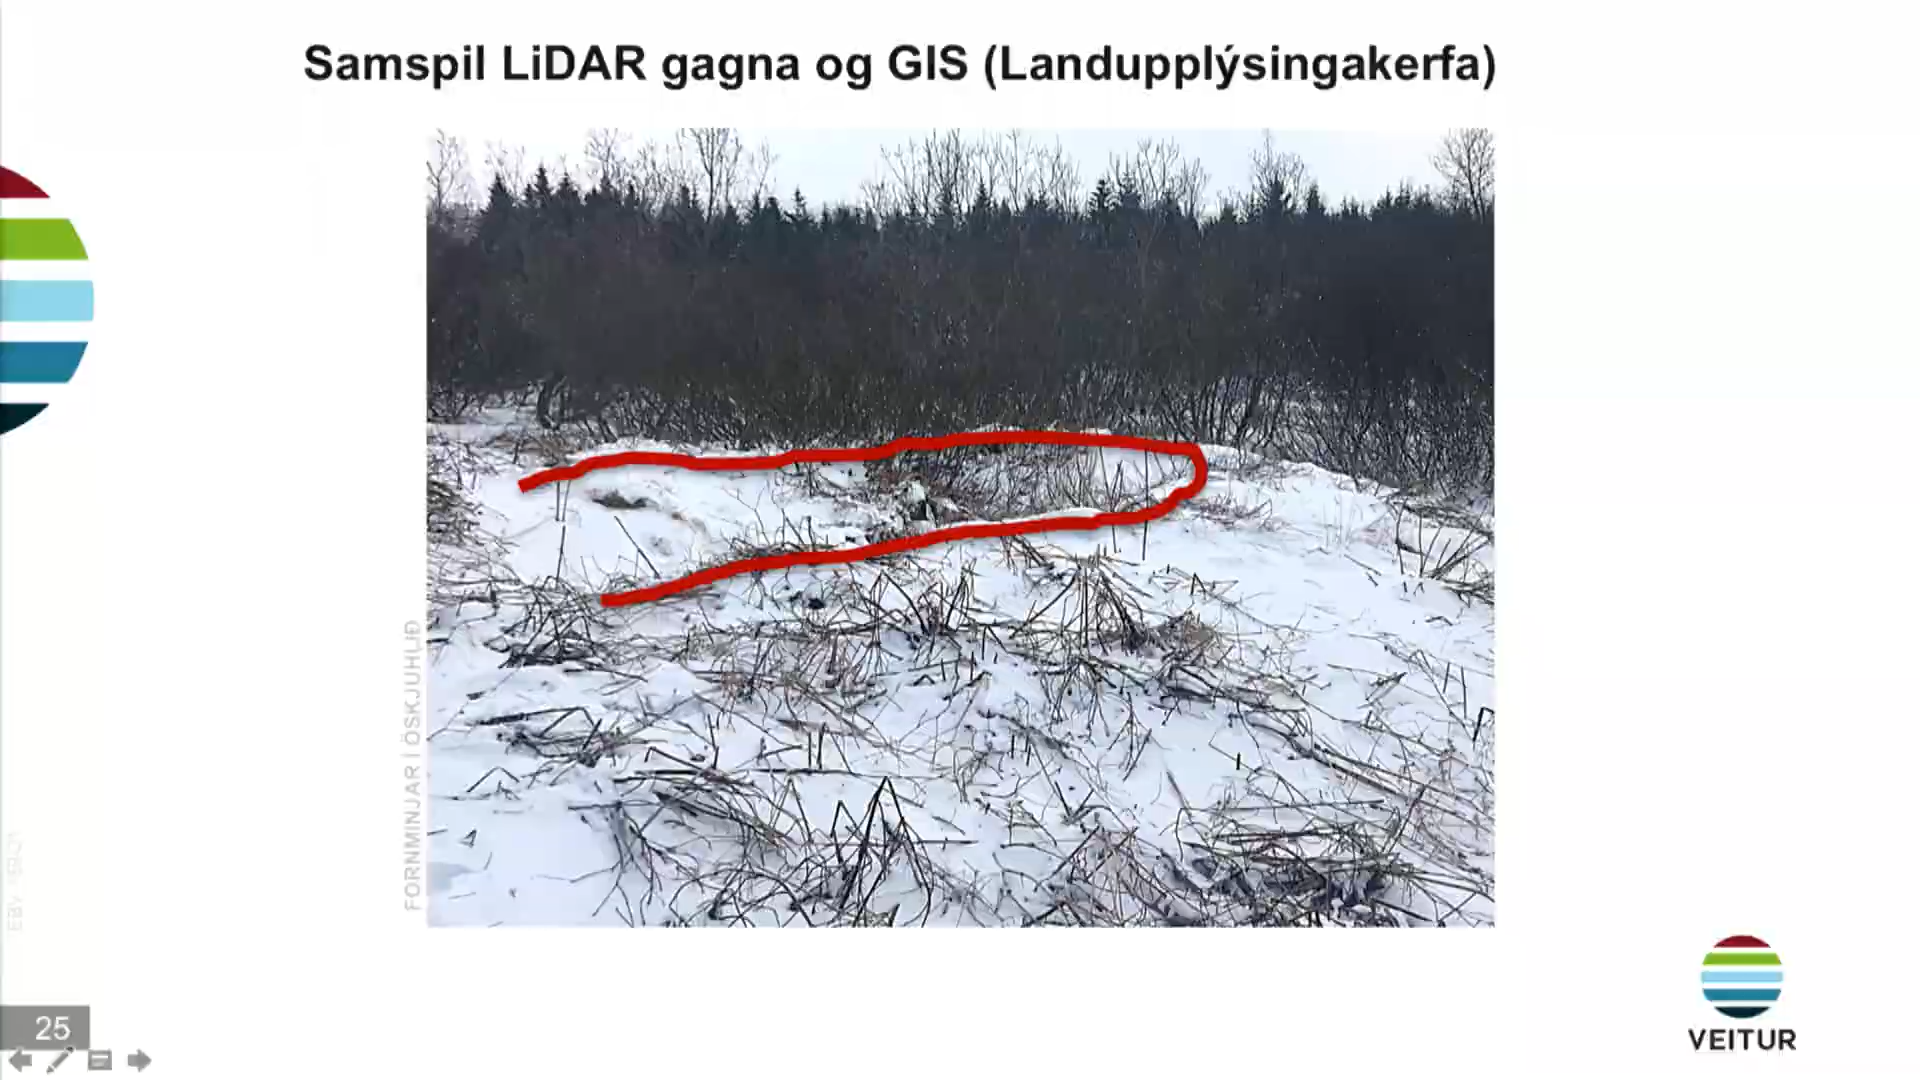 Samspil LiDAR gagna og GIS (Landupplýsingakerfa)
FORNMINJAR Í ÖSKJUHLÍÐ
25
VEITUR